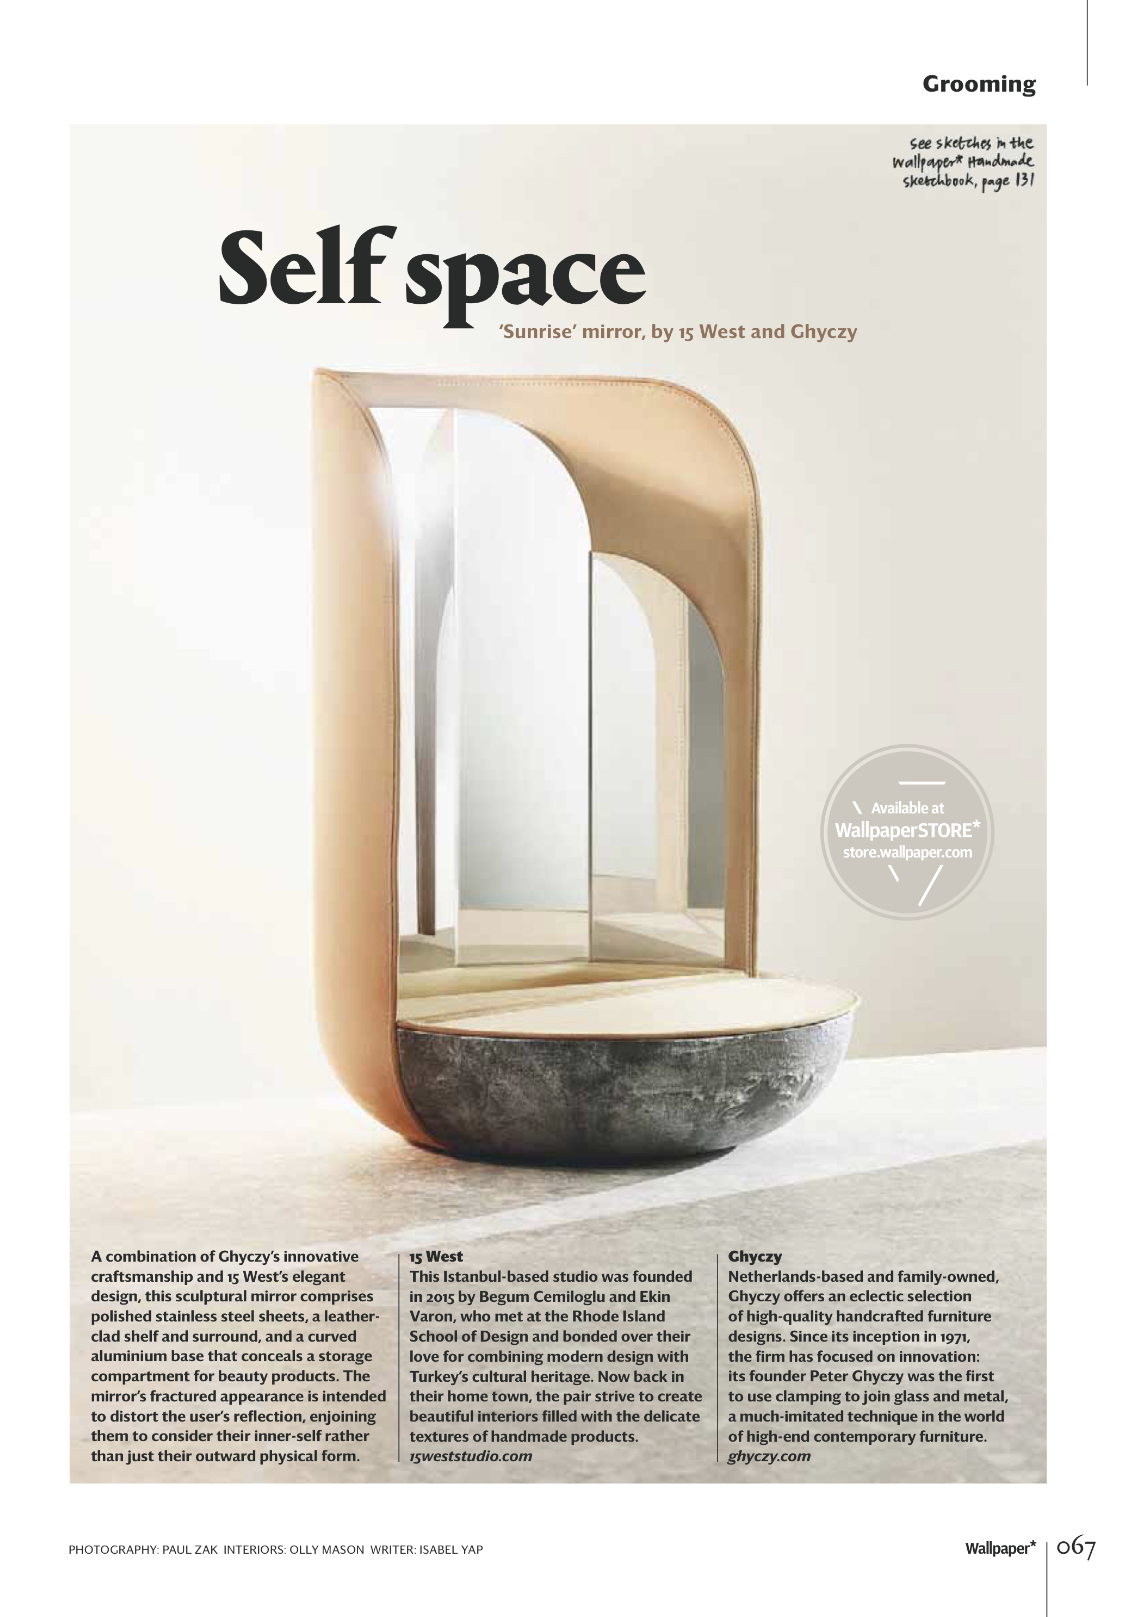 Grooming
see sketches in the
Wallpaper* Handmade
sketchbook, page 131
Self space
‘Sunrise’ mirror, by 15 West and Ghyczy
Available at
WallpaperSTORE*
store.wallpaper.com
A combination of Ghyczy’s innovative
craftsmanship and 15 West’s elegant
design, this sculptural mirror comprises
polished stainless steel sheets, a leather-
clad shelf and surround, and a curved
aluminium base that conceals a storage
compartment for beauty products. The
mirror’s fractured appearance is intended
to distort the user’s reflection, enjoining
them to consider their inner-self rather
than just their outward physical form.
15 West
This Istanbul-based studio was founded
in 2015 by Begum Cemiloglu and Ekin
Varon, who met at the Rhode Island
School of Design and bonded over their
love for combining modern design with
Turkey’s cultural heritage. Now back in
their home town, the pair strive to create
beautiful interiors filled with the delicate
textures of handmade products.
15weststudio.com
Ghyczy
Netherlands-based and family-owned,
Ghyczy offers an eclectic selection
of high-quality handcrafted furniture
designs. Since its inception in 1971,
the firm has focused on innovation:
its founder Peter Ghyczy was the first
to use clamping to join glass and metal,
a much-imitated technique in the world
of high-end contemporary furniture.
ghyczy.com
PHOTOGRAPHY: PAUL ZAK INTERIORS: OLLY MASON WRITER: ISABEL YAP
Wallpaper* 067